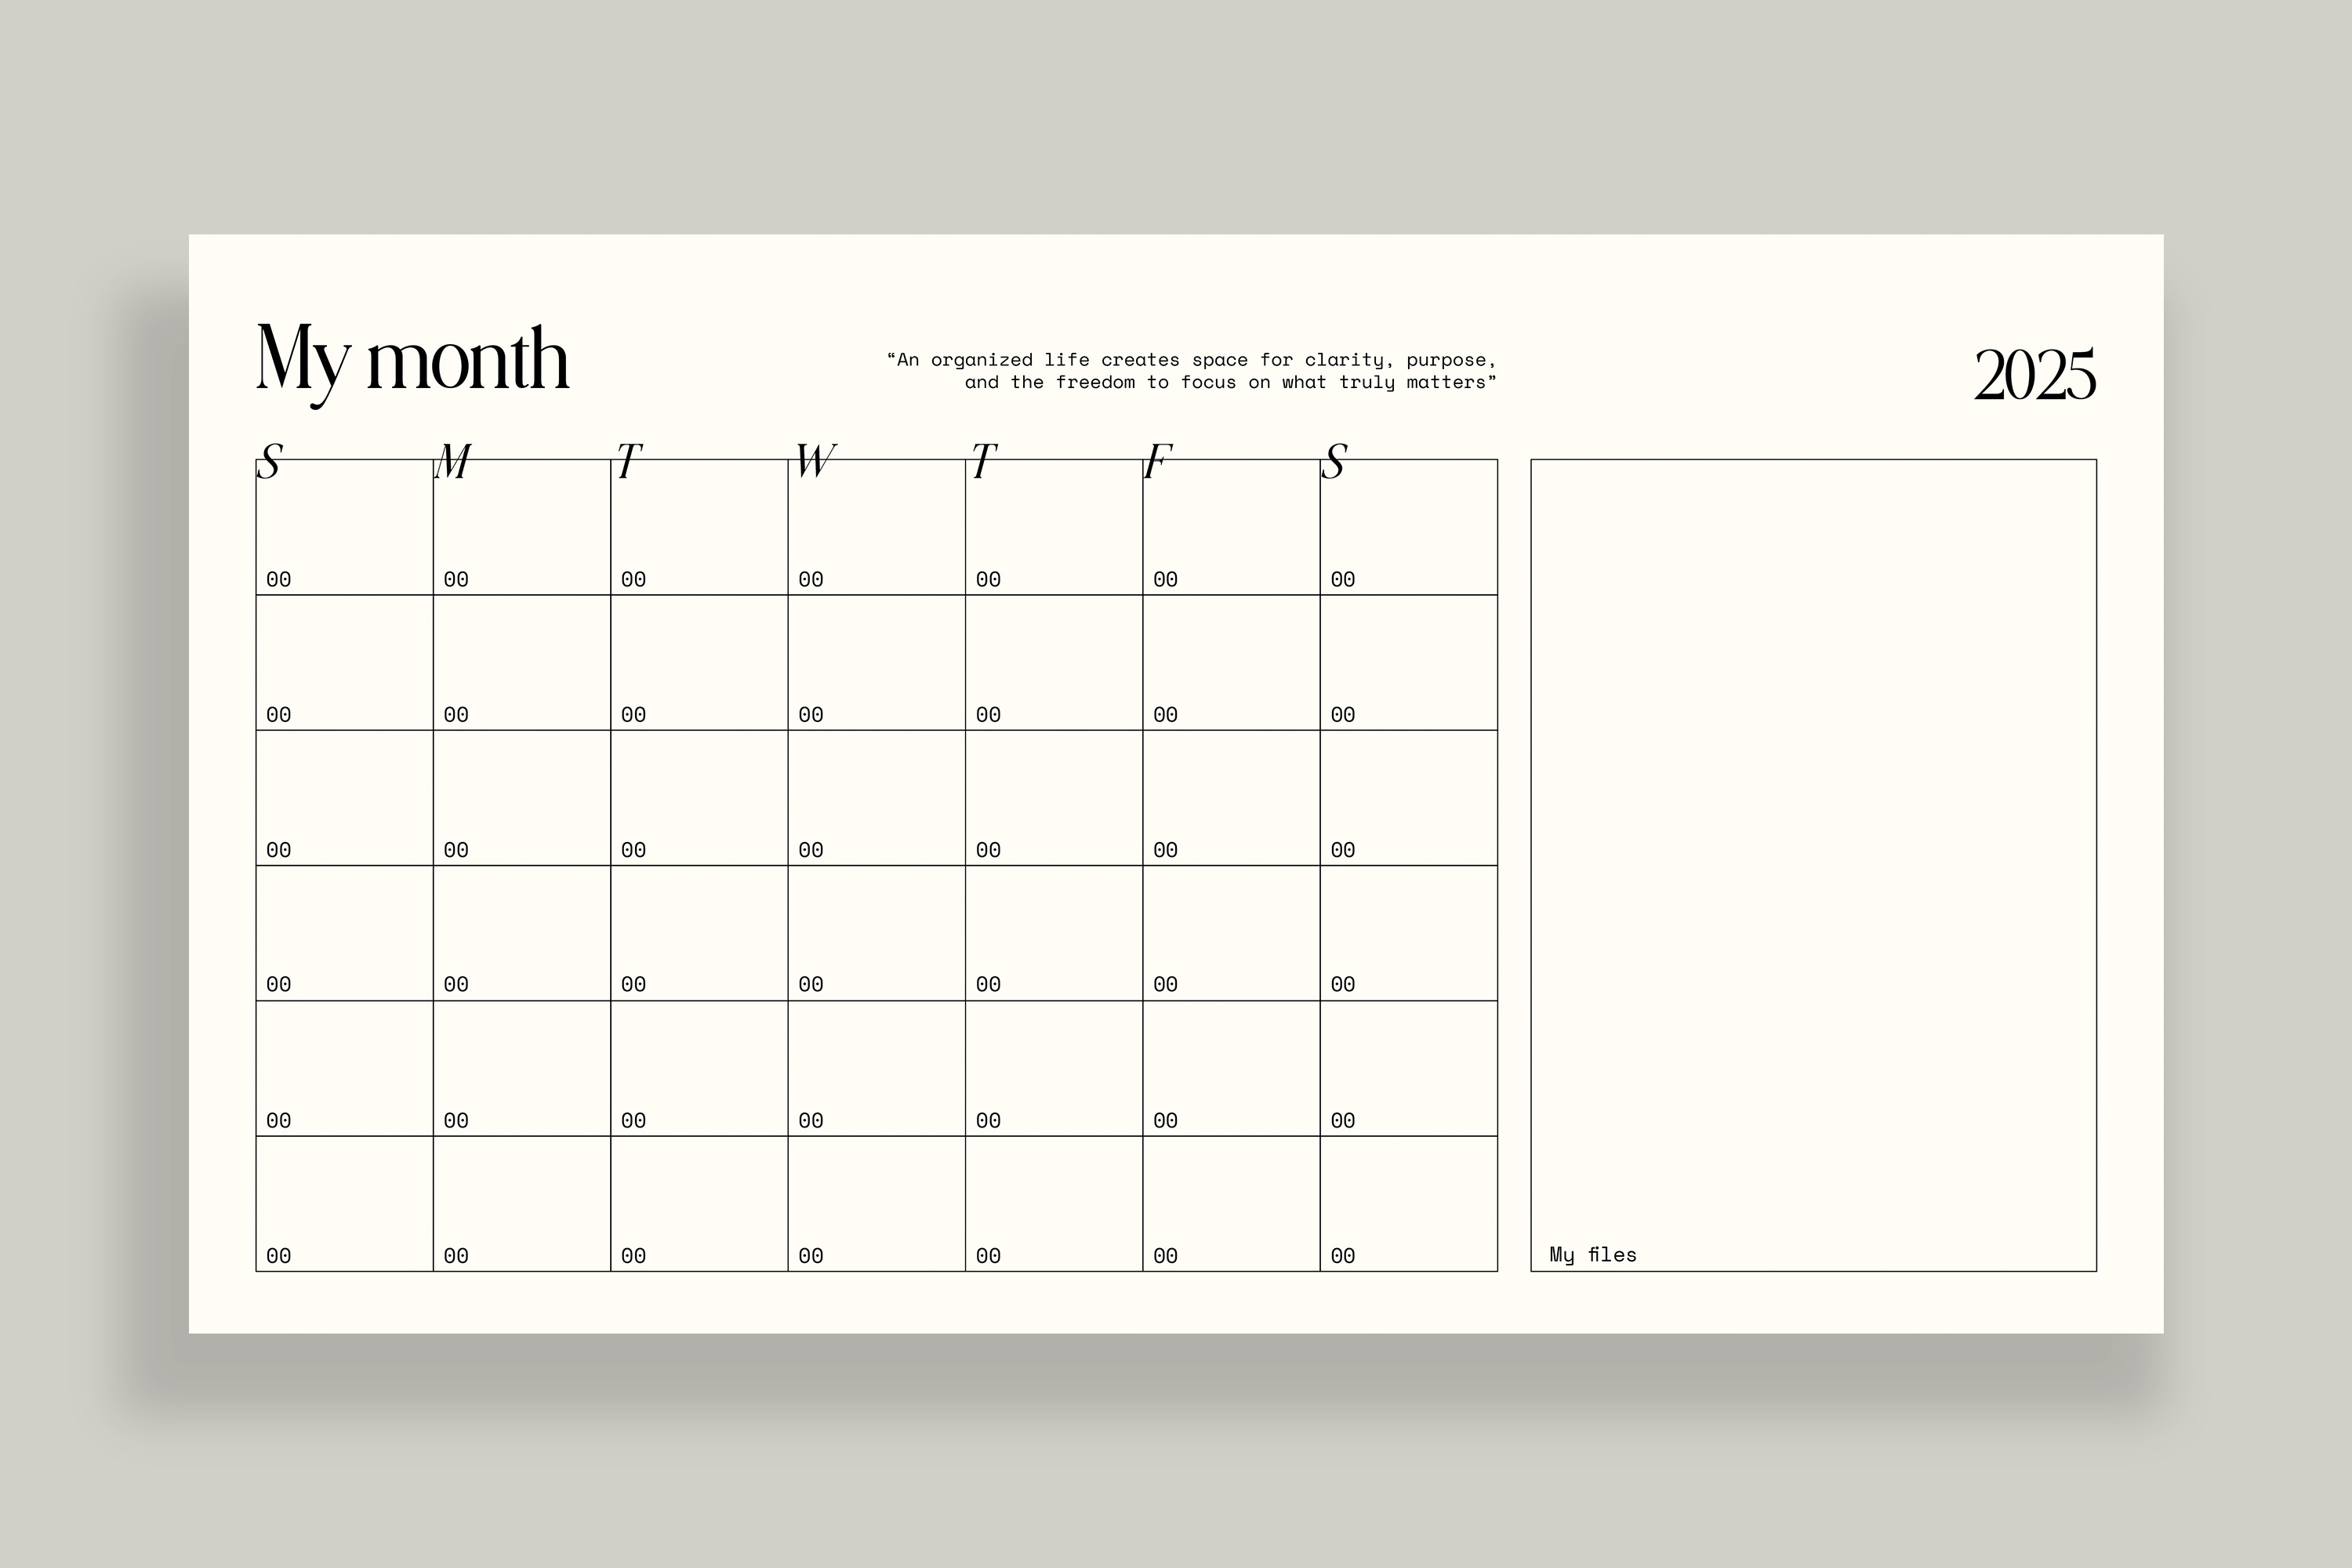 My month
“An organized life creates space for clarity, purpose,
and the freedom to focus on what truly matters”
2025
S M T W T F S
00 00 00 00 00 00 00
00 00 00 00 00 00 00
00 00 00 00 00 00 00
00 00 00 00 00 00 00
00 00 00 00 00 00 00
00 00 00 00 00 00 00
My files